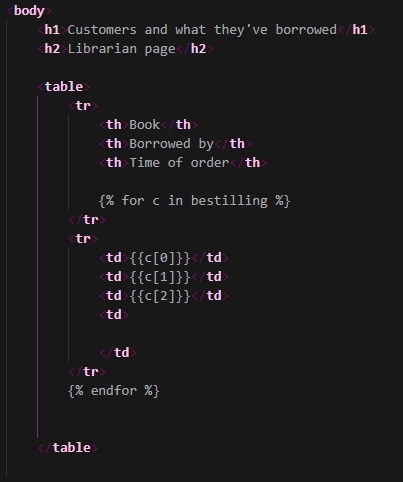 <body>
<h1>Customers and what they've borrowed</h1>
<h2>Librarian page</h2>
<table>
<tr>
<th>Book</th>
<th>Borrowed by</th>
<th>Time of order</th>
{% for c in bestilling %}
</tr>
<tr>
<td>{{c[0]}}</td>
<td>{{c[1]}}</td>
<td>{{c[2]}}</td>
<td>
</td>
</tr>
{% endfor %}
</table>